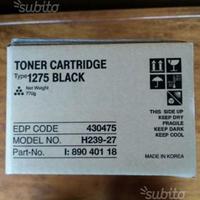 subito
TONER CARTRIDGE
Type 1275 BLACK
Net Weight
770g
THIS SIDE UP
KEEP DRY
FRAGILE
KEEP DARK
KEEP COOL
EDP CODE 430475
MODEL NO. H239-27
Part-No. I: 890 401 18
MADE IN KOREA
subito